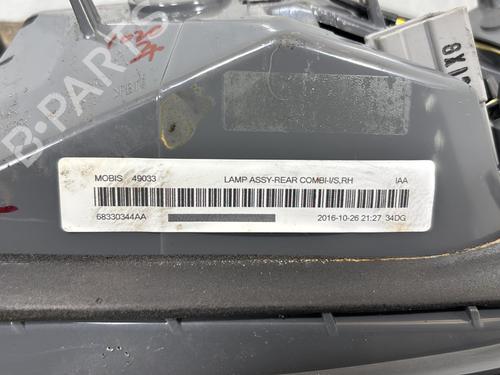 B-PARTS
MOBIS 49033 LAMP ASSY-REAR COMBI-I/S,RH IAA
68330344AA 2016-10-26 21:27 34DG